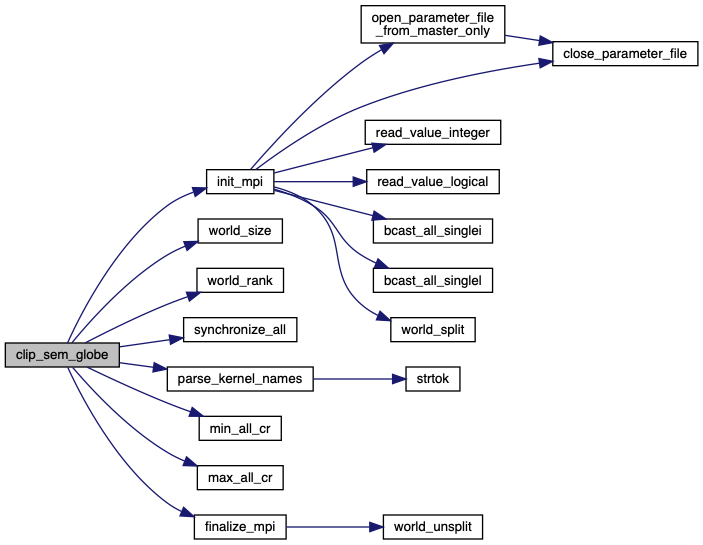 open_parameter_file
_from_master_only
close_parameter_file
read_value_integer
init_mpi
read_value_logical
world_size
bcast_all_singlei
world_rank
bcast_all_singlel
synchronize_all
world_split
clip_sem_globe
parse_kernel_names
strtok
min_all_cr
max_all_cr
finalize_mpi
world_unsplit